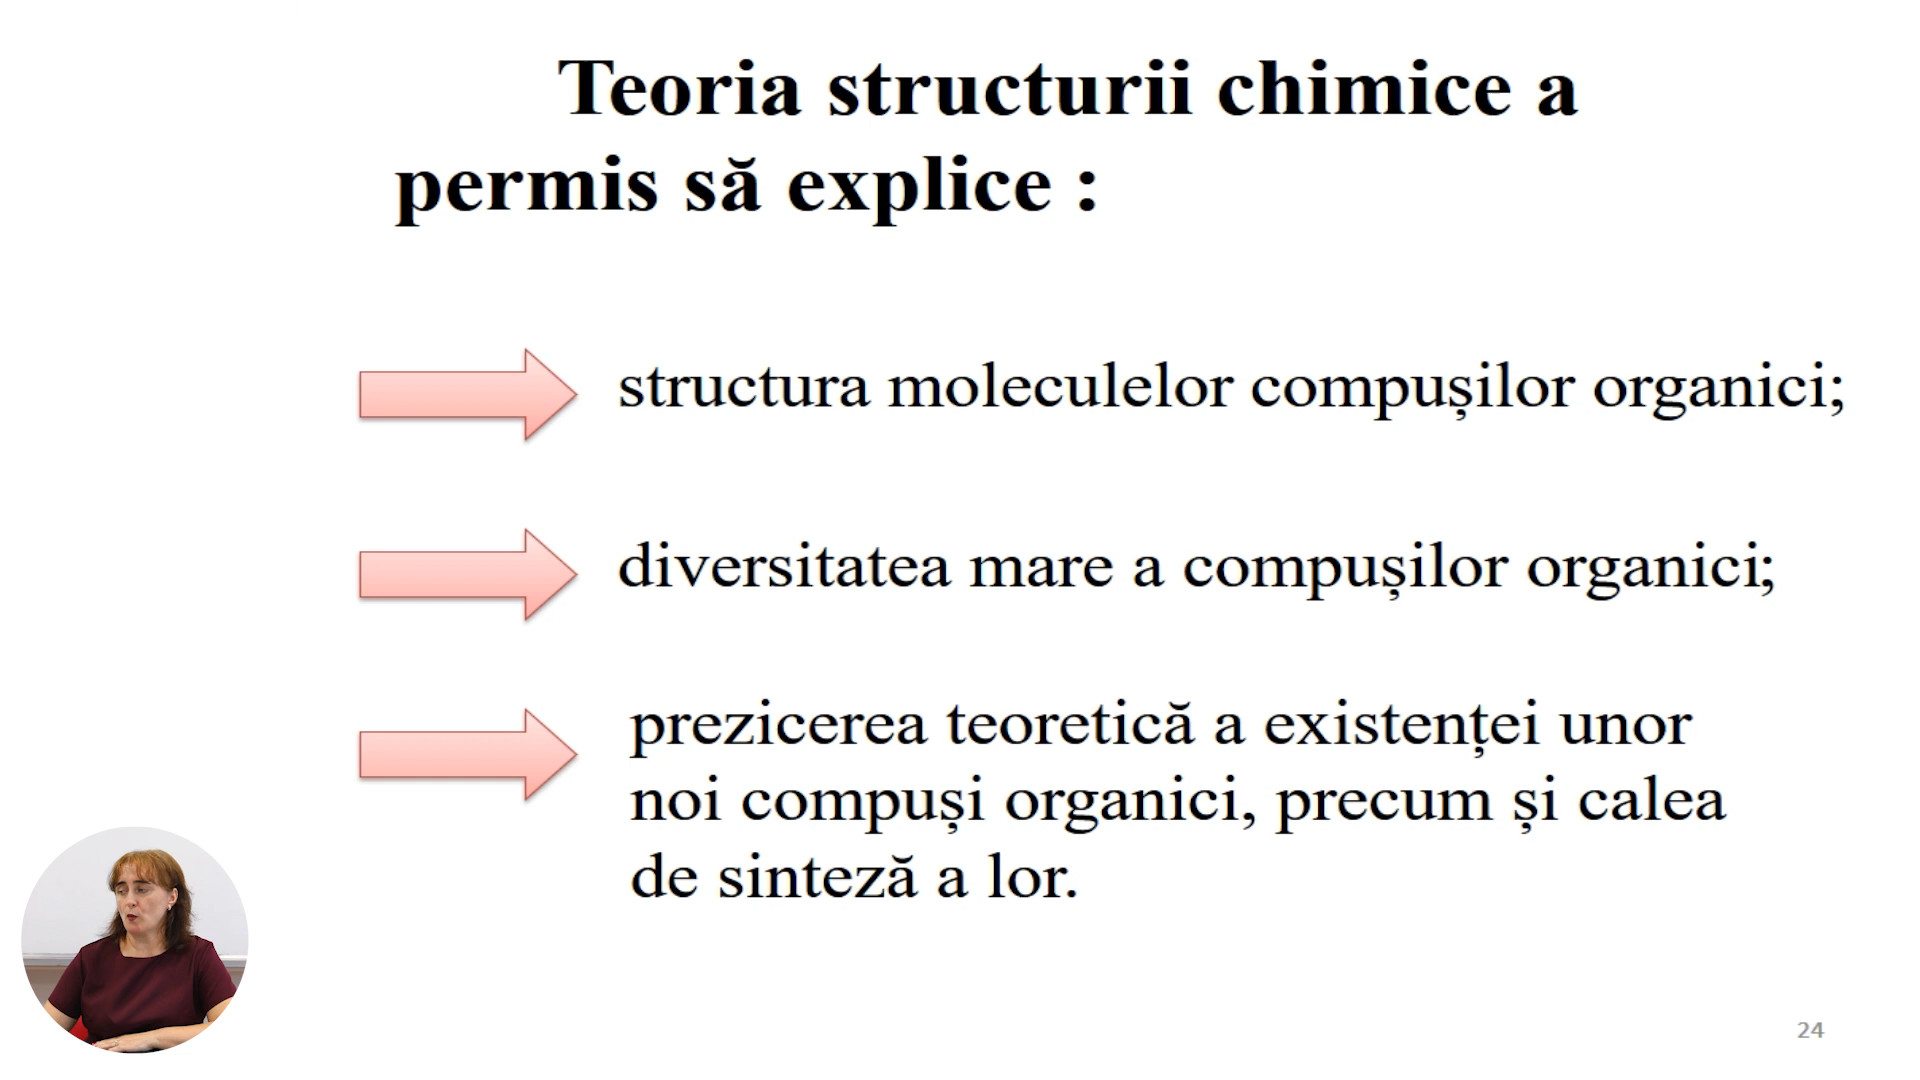 Teoria structurii chimice a
permis să explice :
structura moleculelor compușilor organici;
diversitatea mare a compușilor organici;
prezicerea teoretică a existenței unor
noi compuși organici, precum și calea
de sinteză a lor.
24